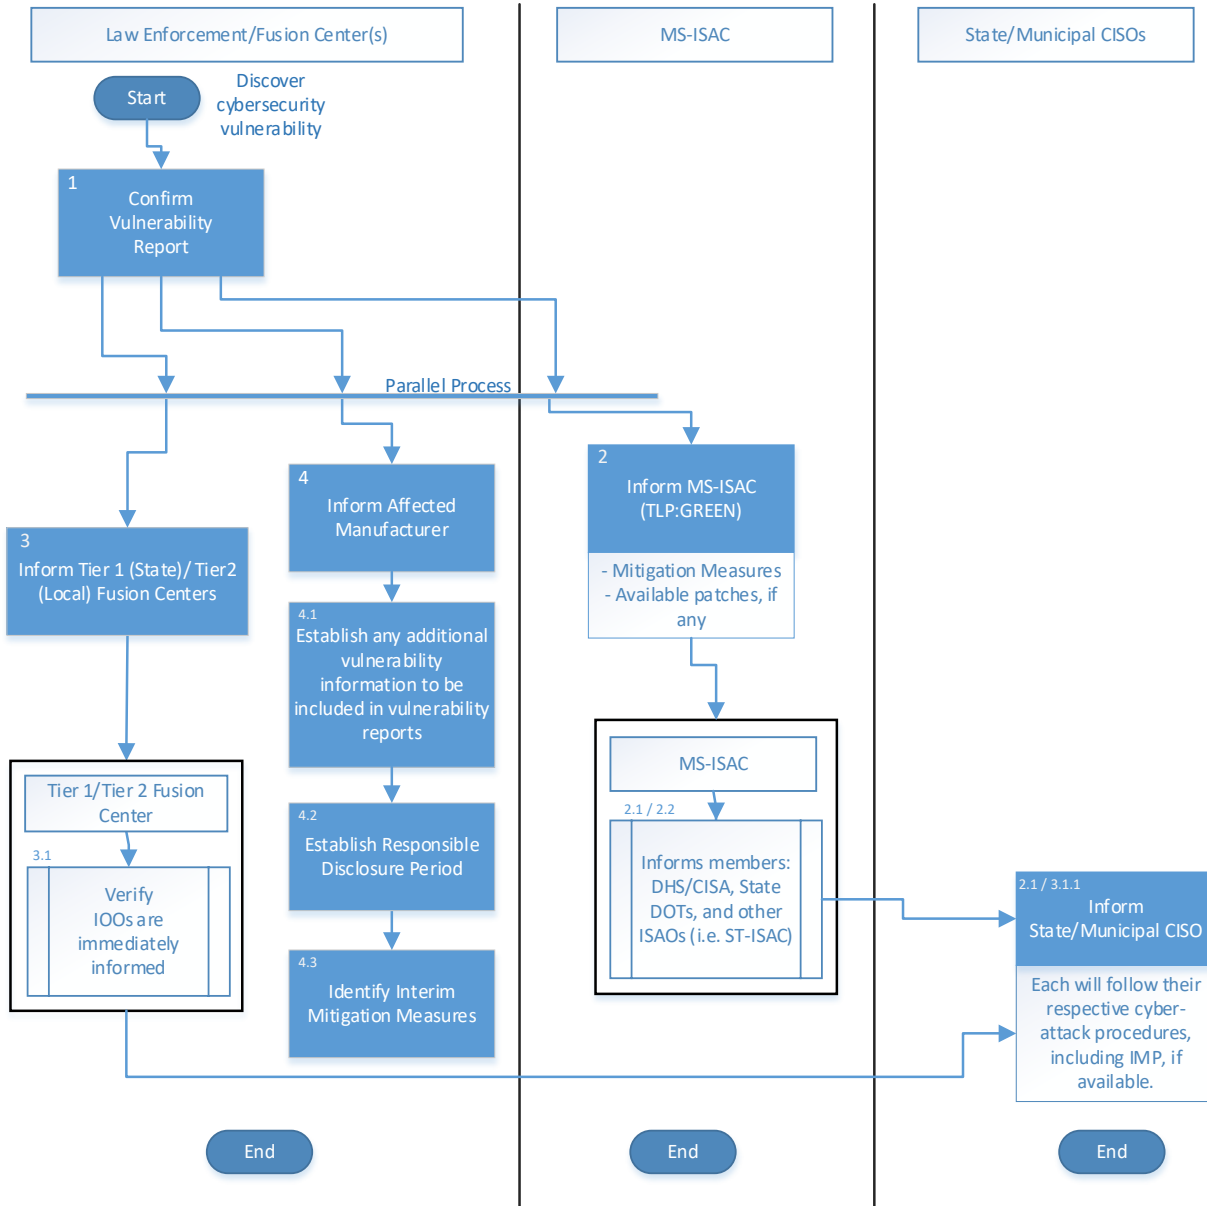 Law Enforcement/Fusion Center(s)
MS-ISAC
State/Municipal CISOs
Start
Discover
cybersecurity
vulnerability
1
Confirm
Vulnerability
Report
Parallel Process
2
Inform MS-ISAC
(TLP:GREEN)
- Mitigation Measures
- Available patches, if
any
4
Inform Affected
Manufacturer
3
Inform Tier 1 (State)/ Tier2
(Local) Fusion Centers
4.1
Establish any additional
vulnerability
information to be
included in vulnerability
reports
MS-ISAC
2.1 / 2.2
Informs members:
DHS/CISA, State
DOTs, and other
ISAOs (i.e. ST-ISAC)
Tier 1/Tier 2 Fusion
Center
3.1
Verify
IOOs are
immediately
informed
4.2
Establish Responsible
Disclosure Period
4.3
Identify Interim
Mitigation Measures
2.1 / 3.1.1
Inform
State/Municipal CISO
Each will follow their
respective cyber-
attack procedures,
including IMP, if
available.
End
End
End